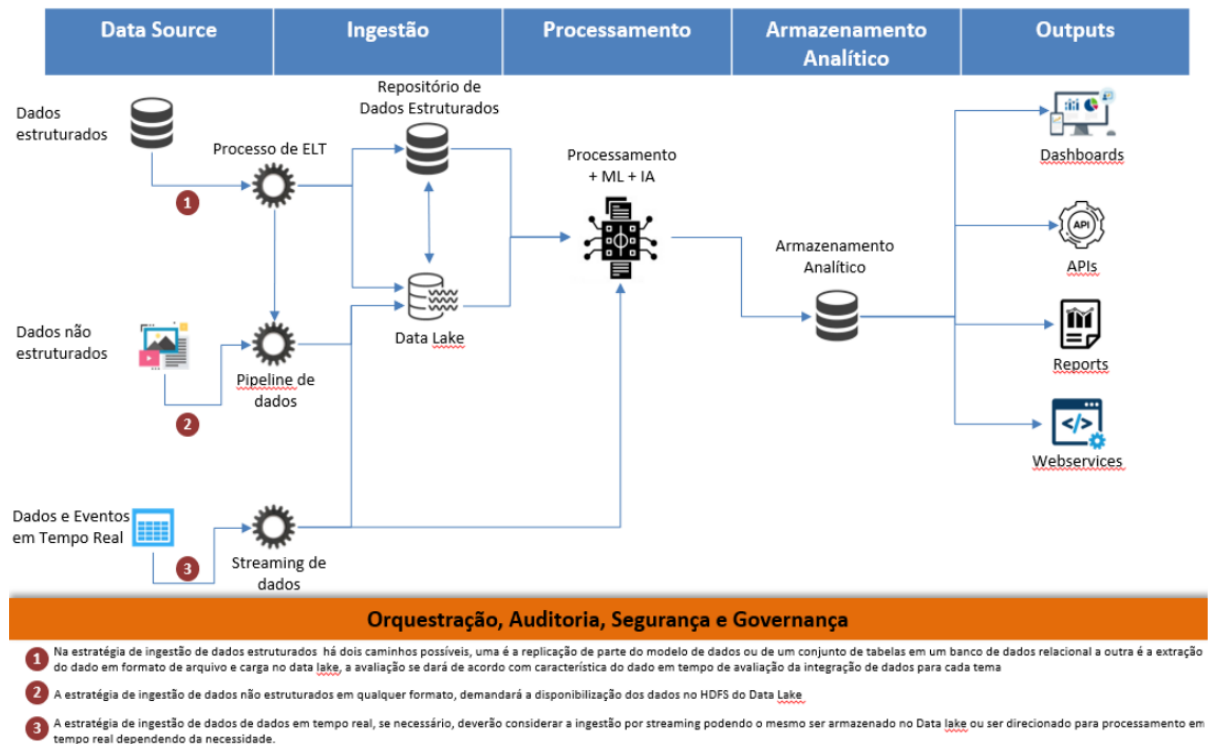 Data Source
Ingestão
Processamento
Armazenamento
Analítico
Outputs
Dados
estruturados
1
Processo de ELT
Repositório de
Dados Estruturados
Processamento
+ ML + IA
Dashboards
API
APIs
Armazenamento
Analítico
Dados não
estruturados
2
Pipeline de
dados
Data Lake
Reports
</>
Webservices
Dados e Eventos
em Tempo Real
3
Streaming de
dados
Orquestração, Auditoria, Segurança e Governança
1 Na estratégia de ingestão de dados estruturados há dois caminhos possíveis, uma é a replicação de parte do modelo de dados ou de um conjunto de tabelas em um banco de dados relacional a outra é a extração
do dado em formato de arquivo e carga no data lake, a avaliação se dará de acordo com característica do dado em tempo de avaliação da integração de dados para cada tema
2 A estratégia de ingestão de dados não estruturados em qualquer formato, demandará a disponibilização dos dados no HDFS do Data Lake
3 A estratégia de ingestão de dados de dados em tempo real, se necessário, deverão considerar a ingestão por streaming podendo o mesmo ser armazenado no Data lake ou ser direcionado para processamento em
tempo real dependendo da necessidade.